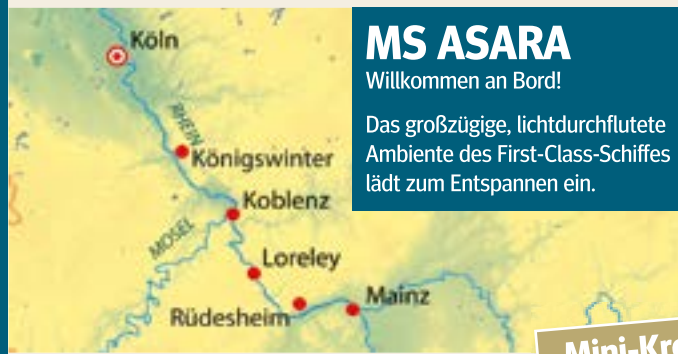 MS ASARA
Willkommen an Bord!
Das großzügige, lichtdurchflutete
Ambiente des First-Class-Schiffes
lädt zum Entspannen ein.
Köln
RHEIN
Königswinter
Koblenz
MOSEL
Loreley
Rüdesheim
Mainz